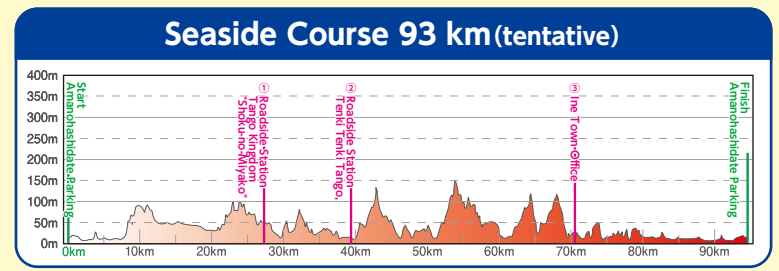 Seaside Course 93 km(tentative)
400m
350m
300m
250m
200m
150m
100m
50m
0m
Start
Amanohashidate Parking
① Roadside-Station
Tango Kingdom
"Shoku-no-Miyako"
② Roadside Station
Tenki Tenki Tango,
③ Ine Town-Office
Finish
Amanohashidate Parking
0km
10km
20km
30km
40km
50km
60km
70km
80km
90km